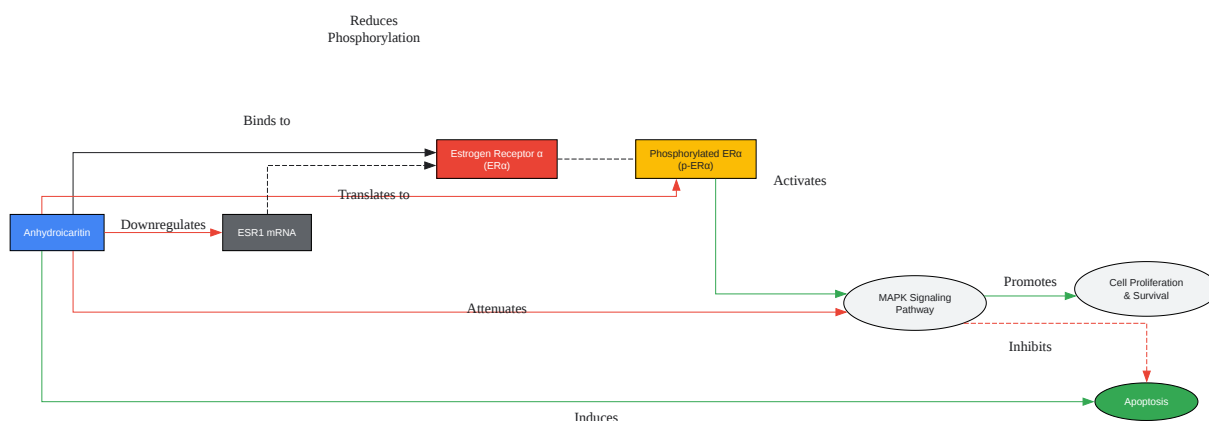 Reduces
Phosphorylation
Binds to
Estrogen Receptor α
(ERα)
Phosphorylated ERα
(p-ERα)
Activates
Translates to
Anhydroicaritin
Downregulates
ESR1 mRNA
Attenuates
MAPK Signaling
Pathway
Promotes
Cell Proliferation
& Survival
Inhibits
Apoptosis
Induces